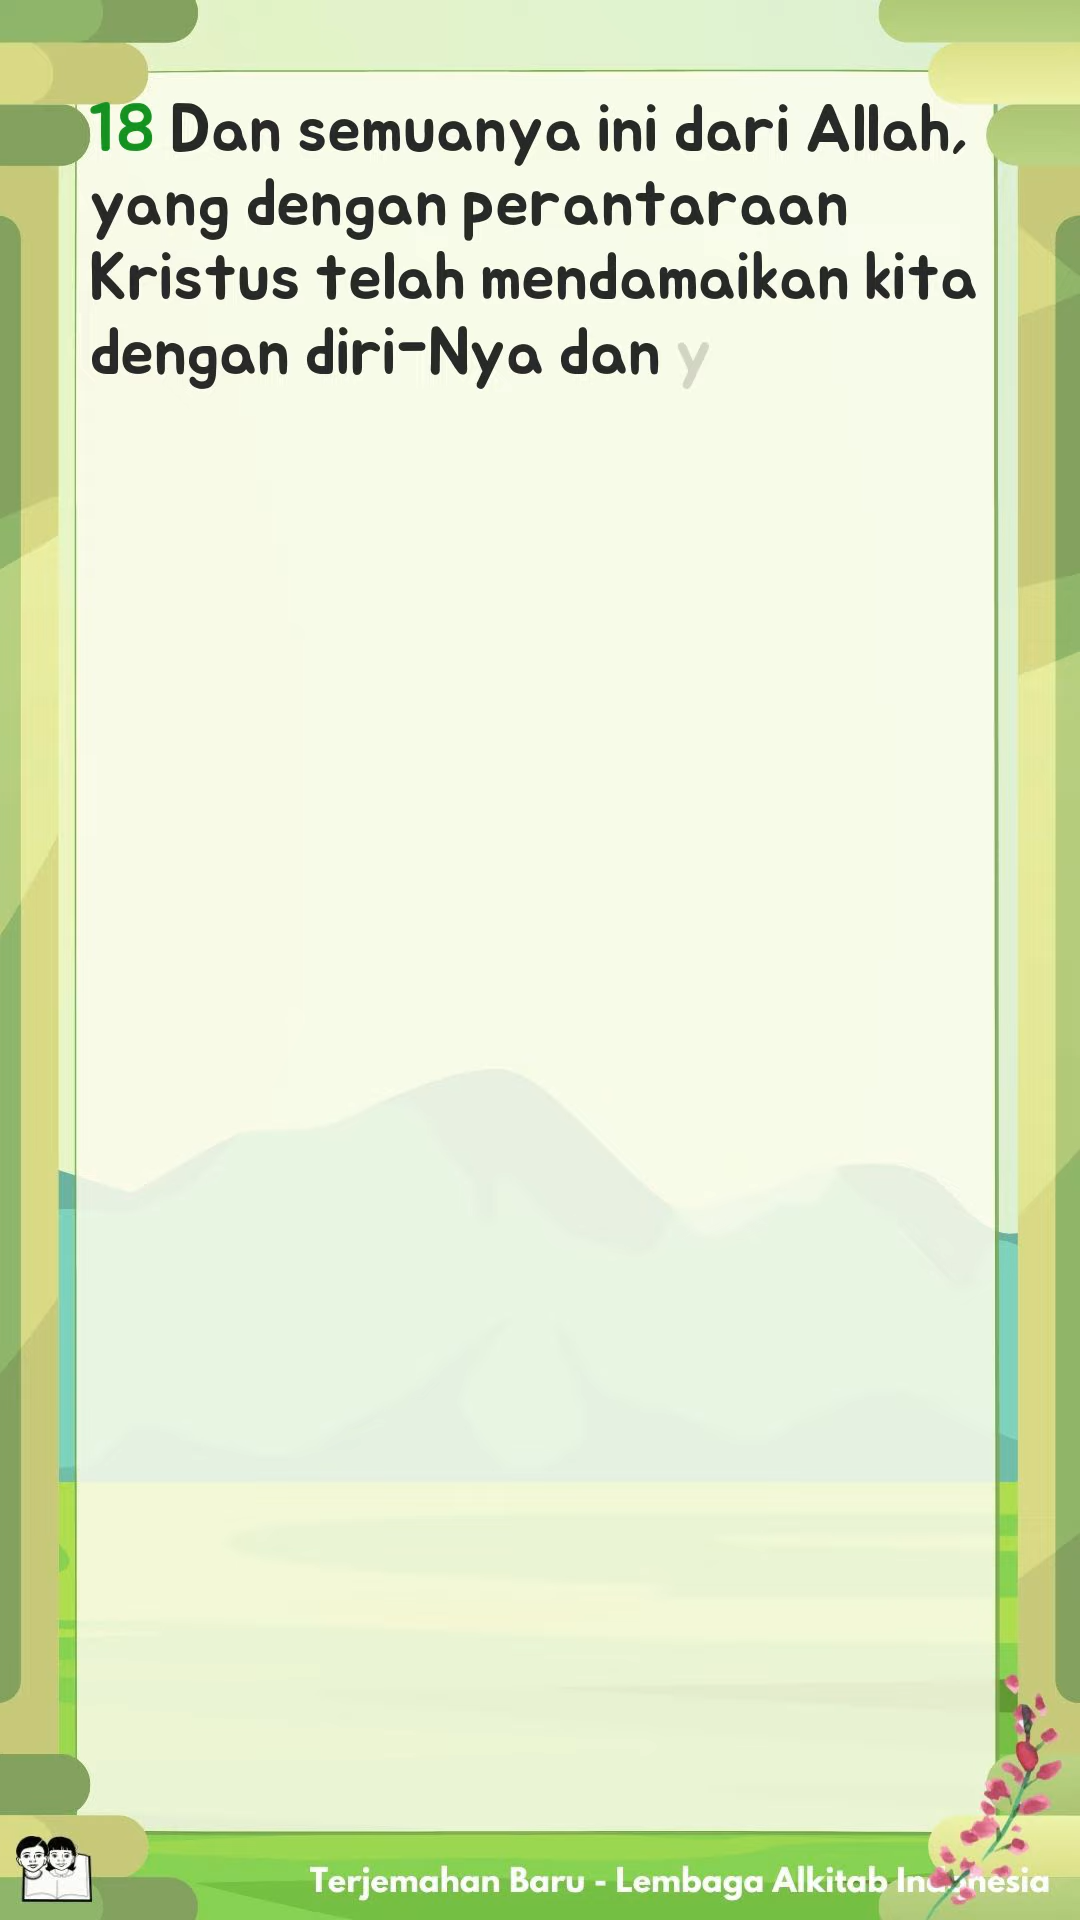 18 Dan semuanya ini dari Allah,
yang dengan perantaraan
Kristus telah mendamaikan kita
dengan diri-Nya dan y
Terjemahan Baru - Lembaga Alkitab Indonesia